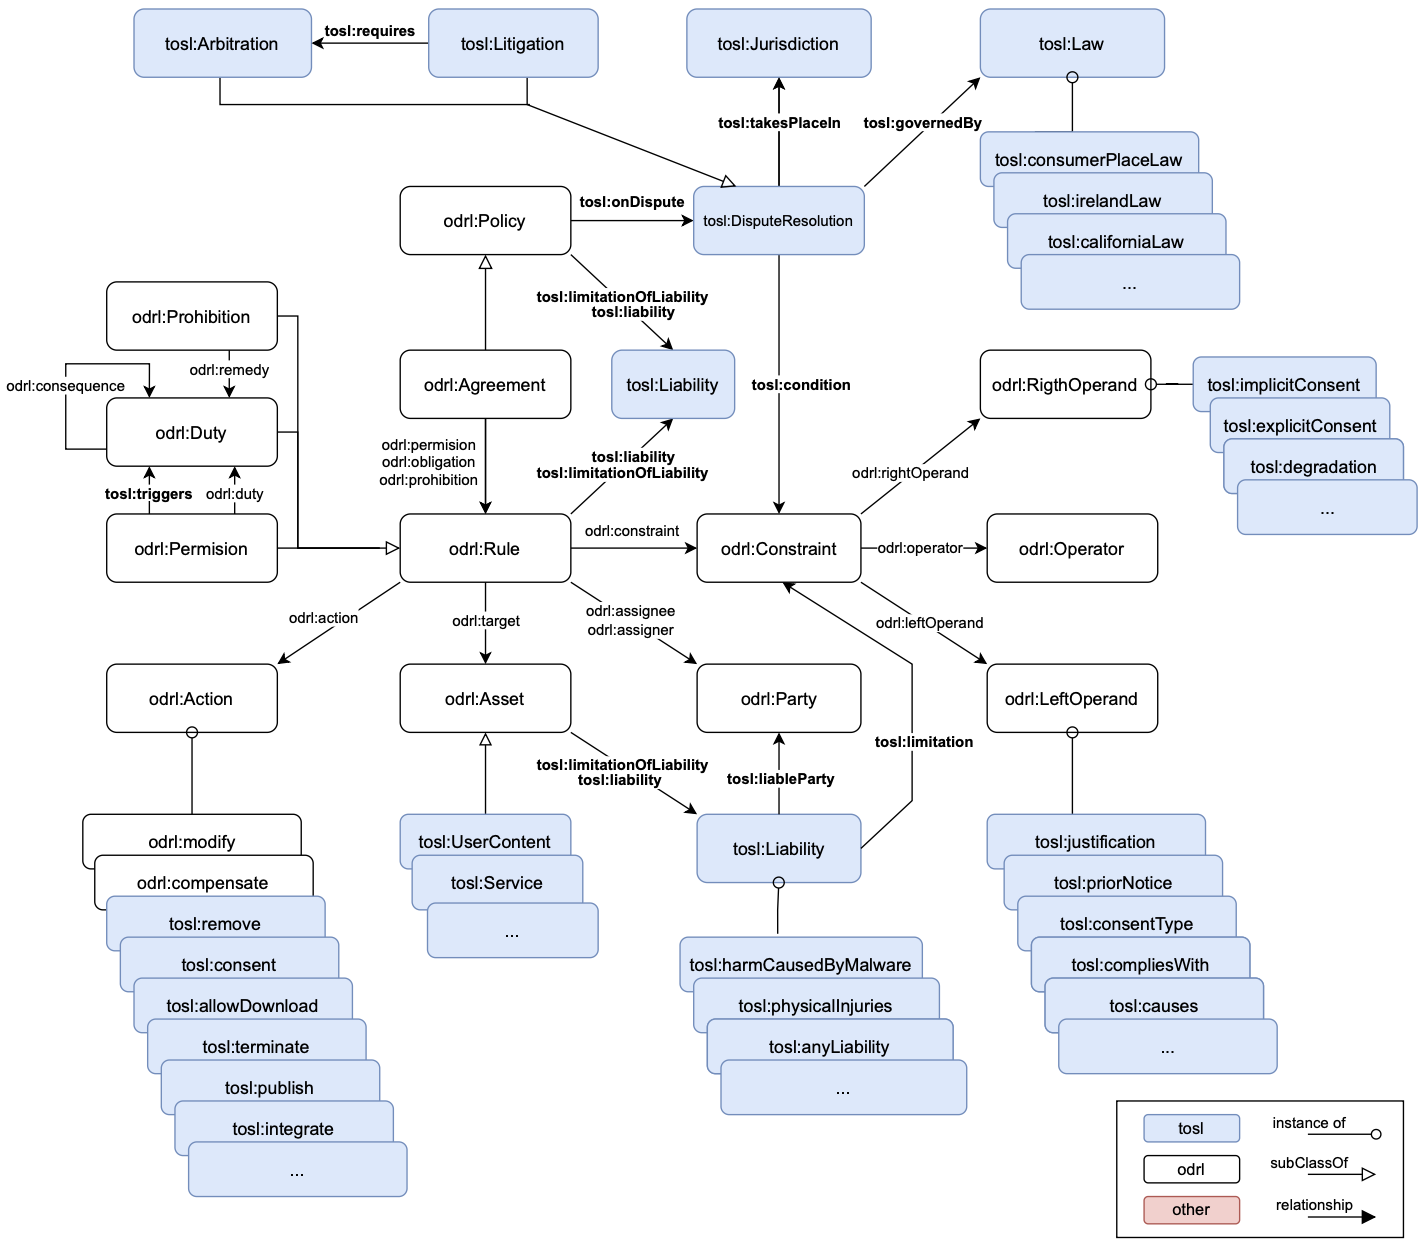 tosl:Arbitration
tosl:requires
tosl:Litigation
tosl:Jurisdiction
tosl:Law
tosl:takesPlaceIn
tosl:governedBy
tosl:consumerPlaceLaw
tosl:irelandLaw
tosl:californiaLaw
...
odrl:Policy
tosl:onDispute
tosl:DisputeResolution
tosl:limitationOfLiability
tosl:liability
odrl:Prohibition
odrl:remedy
odrl:consequence
odrl:Duty
tosl:triggers
odrl:duty
odrl:Permision
odrl:Agreement
tosl:Liability
tosl:condition
odrl:permision
odrl:obligation
odrl:prohibition
tosl:liability
tosl:limitationOfLiability
odrl:RigthOperand
tosl:implicitConsent
tosl:explicitConsent
tosl:degradation
...
odrl:rightOperand
odrl:Rule
odrl:constraint
odrl:Constraint
odrl:operator
odrl:Operator
odrl:action
odrl:target
odrl:assignee
odrl:assigner
odrl:leftOperand
odrl:Action
odrl:Asset
odrl:Party
odrl:LeftOperand
tosl:limitation
tosl:limitationOfLiability
tosl:liability
tosl:liableParty
odrl:modify
odrl:compensate
tosl:remove
tosl:consent
tosl:allowDownload
tosl:terminate
tosl:publish
tosl:integrate
...
tosl:UserContent
tosl:Service
...
tosl:Liability
tosl:harmCausedByMalware
tosl:physicalInjuries
tosl:anyLiability
...
tosl:justification
tosl:priorNotice
tosl:consentType
tosl:compliesWith
tosl:causes
...
tosl
instance of
odrl
subClassOf
other
relationship